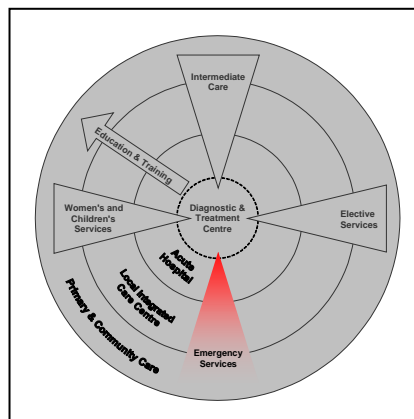 Intermediate
Care
Education & Training
Women's and
Children's
Services
Diagnostic &
Treatment
Centre
Elective
Services
Acute
Hospital
Local Integrated
Care Centre
Primary & Community Care
Emergency
Services